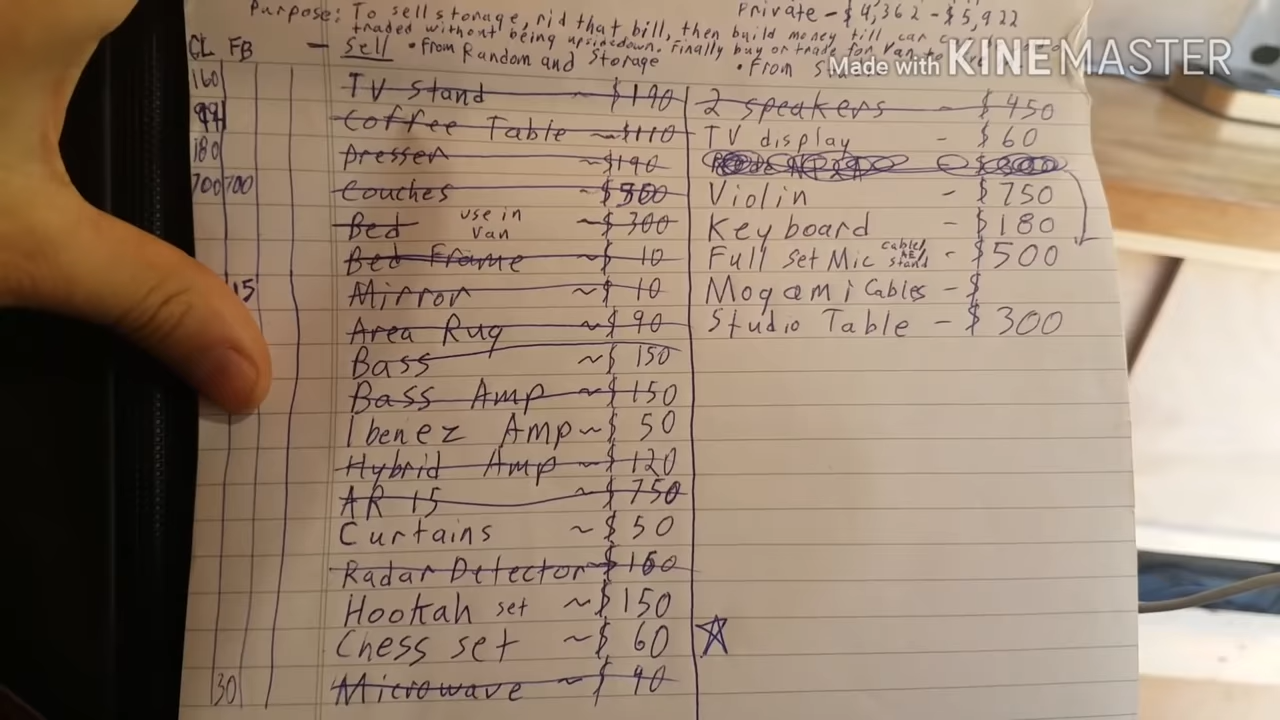 Purpose: To sell storage, rid that bill, then build money till car
Private - $4,362 - $5,922
traded without being upsidedown. Finally buy or trade for Van
CL FB - Sell • From Random and Storage
• From
Made with KINEMASTER
160 TV Stand ~ $190
Coffee Table ~ $110
180 Dresser ~ $190
700 700 Couches ~ $
Bed use in Van ~ $300
Bed Frame ~ $ 10
15 Mirror ~ $ 10
Area Rug ~ $ 90
Bass ~ $ 150
Bass Amp ~ $ 150
Ibenez Amp ~ $ 50
Hybrid Amp ~ $ 120
AR 15 ~ $ 750
Curtains ~ $ 50
Radar Detector ~ $ 160
Hookah set ~ $ 150
Chess set ~ $ 60
30 Microwave ~ $ 40
2 speakers - $ 450
TV display - $ 60
Violin - $ 750
Keyboard - $ 180
Full set Mic cables stand - $ 500
Mogami Cables - $
Studio Table - $ 300